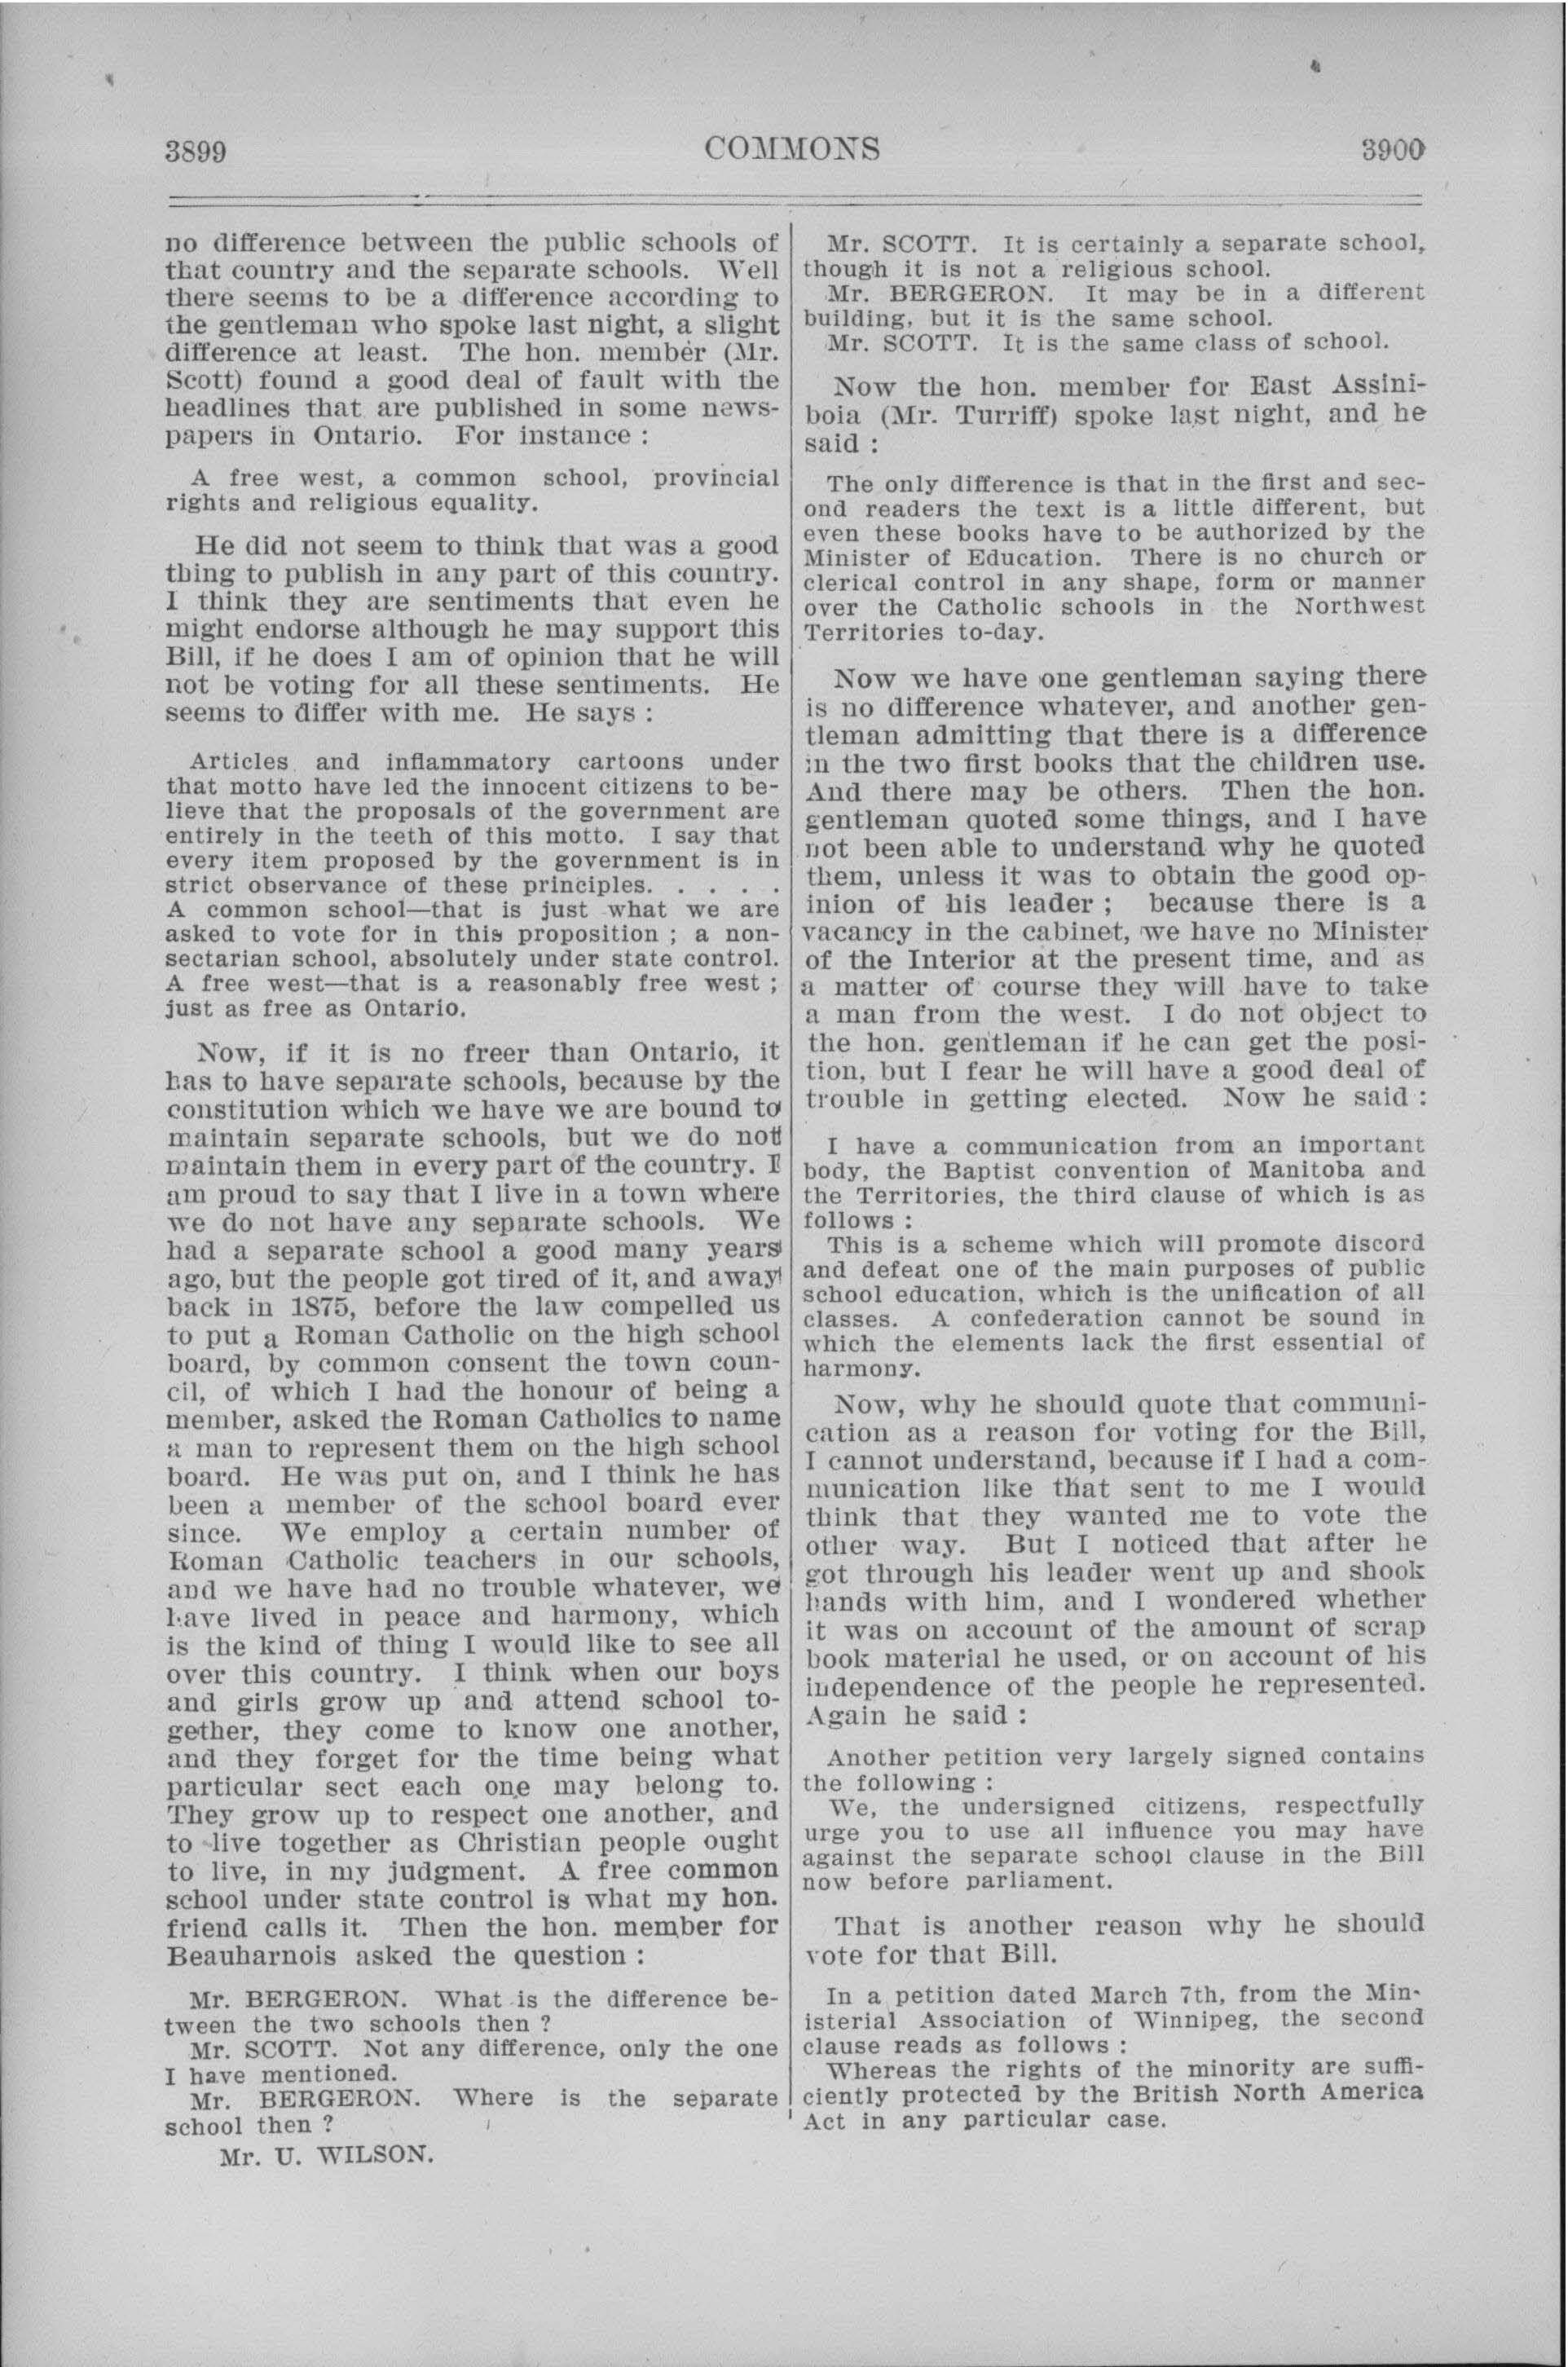 3899
COMMONS
3900
no difference between the public schools of
that country and the separate schools. Well
there seems to be a difference according to
the gentleman who spoke last night, a slight
difference at least. The hon. member (Mr.
Scott) found a good deal of fault with the
headlines that are published in some news-
papers in Ontario. For instance :
A free west, a common school, provincial
rights and religious equality.
He did not seem to think that was a good
thing to publish in any part of this country.
I think they are sentiments that even he
might endorse although he may support this
Bill, if he does I am of opinion that he will
not be voting for all these sentiments. He
seems to differ with me. He says :
Articles and inflammatory cartoons under
that motto have led the innocent citizens to be-
lieve that the proposals of the government are
entirely in the teeth of this motto. I say that
every item proposed by the government is in
strict observance of these principles. . . . .
A common school—that is just what we are
asked to vote for in this proposition ; a non-
sectarian school, absolutely under state control.
A free west—that is a reasonably free west ;
just as free as Ontario.
Now, if it is no freer than Ontario, it
has to have separate schools, because by the
constitution which we have we are bound to
maintain separate schools, but we do not
maintain them in every part of the country. I
am proud to say that I live in a town where
we do not have any separate schools. We
had a separate school a good many years
ago, but the people got tired of it, and away
back in 1875, before the law compelled us
to put a Roman Catholic on the high school
board, by common consent the town coun-
cil, of which I had the honour of being a
member, asked the Roman Catholics to name
a man to represent them on the high school
board. He was put on, and I think he has
been a member of the school board ever
since. We employ a certain number of
Roman Catholic teachers in our schools,
and we have had no trouble whatever, we
have lived in peace and harmony, which
is the kind of thing I would like to see all
over this country. I think when our boys
and girls grow up and attend school to-
gether, they come to know one another,
and they forget for the time being what
particular sect each one may belong to.
They grow up to respect one another, and
to live together as Christian people ought
to live, in my judgment. A free common
school under state control is what my hon.
friend calls it. Then the hon. member for
Beauharnois asked the question :
Mr. BERGERON. What is the difference be-
tween the two schools then ?
Mr. SCOTT. Not any difference, only the one
I have mentioned.
Mr. BERGERON. Where is the separate
school then ?
Mr. U. WILSON.
Mr. SCOTT. It is certainly a separate school,
though it is not a religious school.
Mr. BERGERON. It may be in a different
building, but it is the same school.
Mr. SCOTT. It is the same class of school.
Now the hon. member for East Assini-
boia (Mr. Turriff) spoke last night, and he
said :
The only difference is that in the first and sec-
ond readers the text is a little different, but
even these books have to be authorized by the
Minister of Education. There is no church or
clerical control in any shape, form or manner
over the Catholic schools in the Northwest
Territories to-day.
Now we have one gentleman saying there
is no difference whatever, and another gen-
tleman admitting that there is a difference
in the two first books that the children use.
And there may be others. Then the hon.
gentleman quoted some things, and I have
not been able to understand why he quoted
them, unless it was to obtain the good op-
inion of his leader ; because there is a
vacancy in the cabinet, we have no Minister
of the Interior at the present time, and as
a matter of course they will have to take
a man from the west. I do not object to
the hon. gentleman if he can get the posi-
tion, but I fear he will have a good deal of
trouble in getting elected. Now he said :
I have a communication from an important
body, the Baptist convention of Manitoba and
the Territories, the third clause of which is as
follows :
This is a scheme which will promote discord
and defeat one of the main purposes of public
school education, which is the unification of all
classes. A confederation cannot be sound in
which the elements lack the first essential of
harmony.
Now, why he should quote that communi-
cation as a reason for voting for the Bill,
I cannot understand, because if I had a com-
munication like that sent to me I would
think that they wanted me to vote the
other way. But I noticed that after he
got through his leader went up and shook
hands with him, and I wondered whether
it was on account of the amount of scrap
book material he used, or on account of his
independence of the people he represented.
Again he said :
Another petition very largely signed contains
the following :
We, the undersigned citizens, respectfully
urge you to use all influence you may have
against the separate school clause in the Bill
now before parliament.
That is another reason why he should
vote for that Bill.
In a petition dated March 7th, from the Min-
isterial Association of Winnipeg, the second
clause reads as follows :
Whereas the rights of the minority are suffi-
ciently protected by the British North America
Act in any particular case.